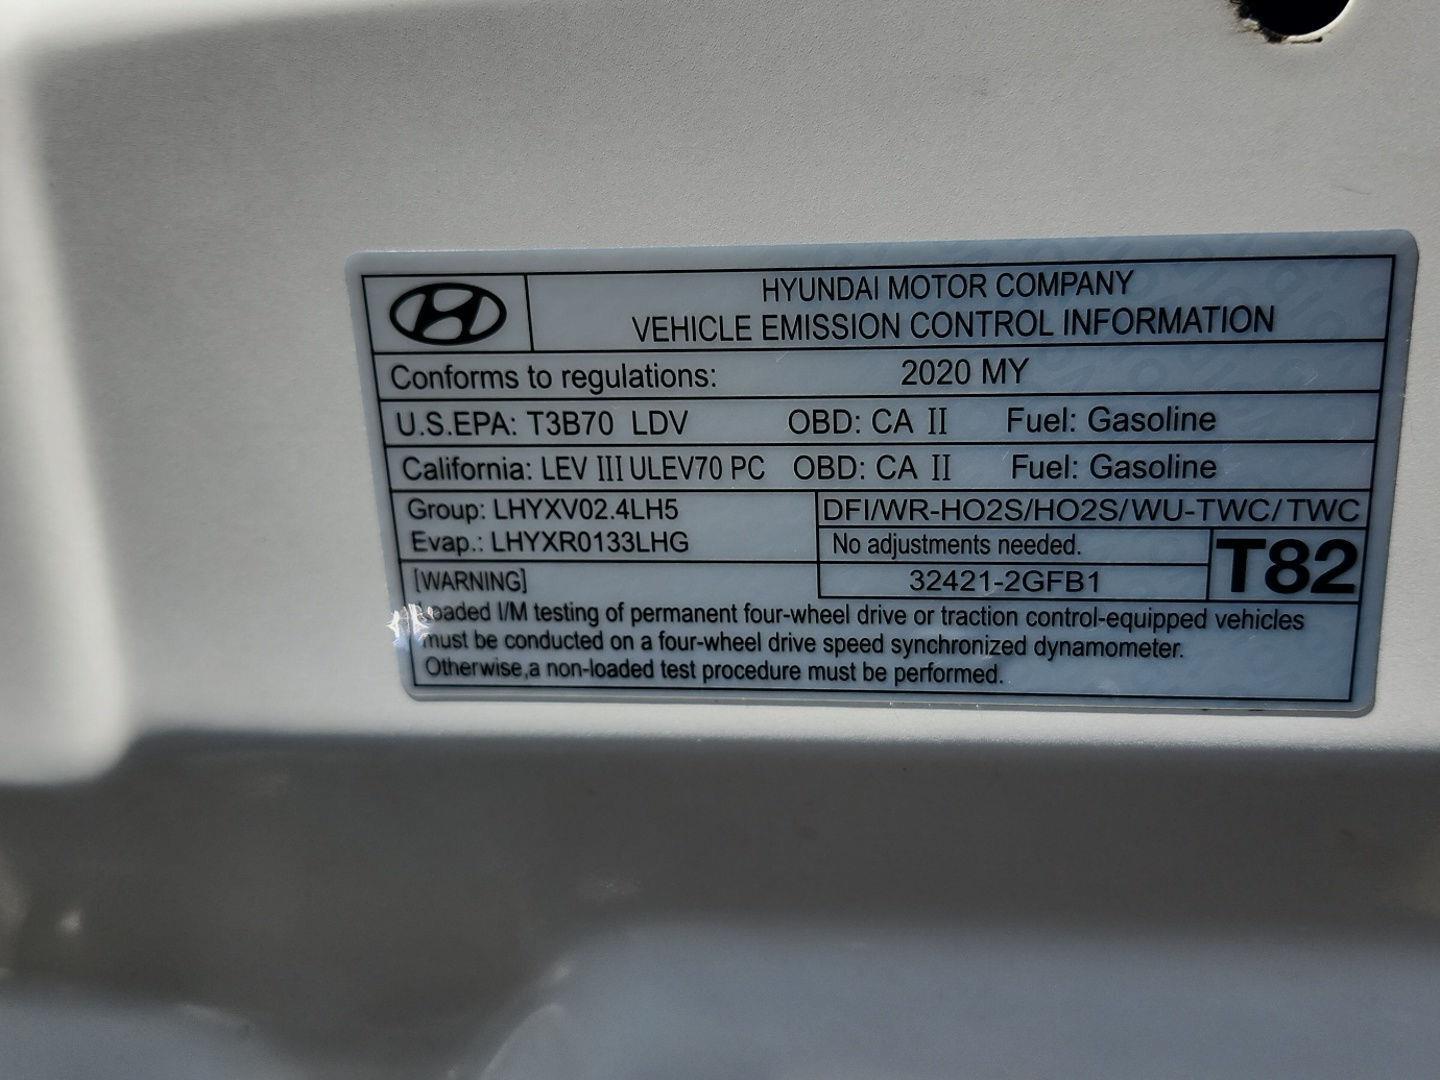 HYUNDAI MOTOR COMPANY
VEHICLE EMISSION CONTROL INFORMATION
Conforms to regulations: 2020 MY
U.S.EPA: T3B70 LDV OBD: CA II Fuel: Gasoline
California: LEV III ULEV70 PC OBD: CA II Fuel: Gasoline
Group: LHYXV02.4LH5 DFI/WR-HO2S/HO2S/WU-TWC/TWC
Evap.: LHYXR0133LHG No adjustments needed. T82
[WARNING] 32421-2GFB1
Loaded I/M testing of permanent four-wheel drive or traction control-equipped vehicles
must be conducted on a four-wheel drive speed synchronized dynamometer.
Otherwise,a non-loaded test procedure must be performed.